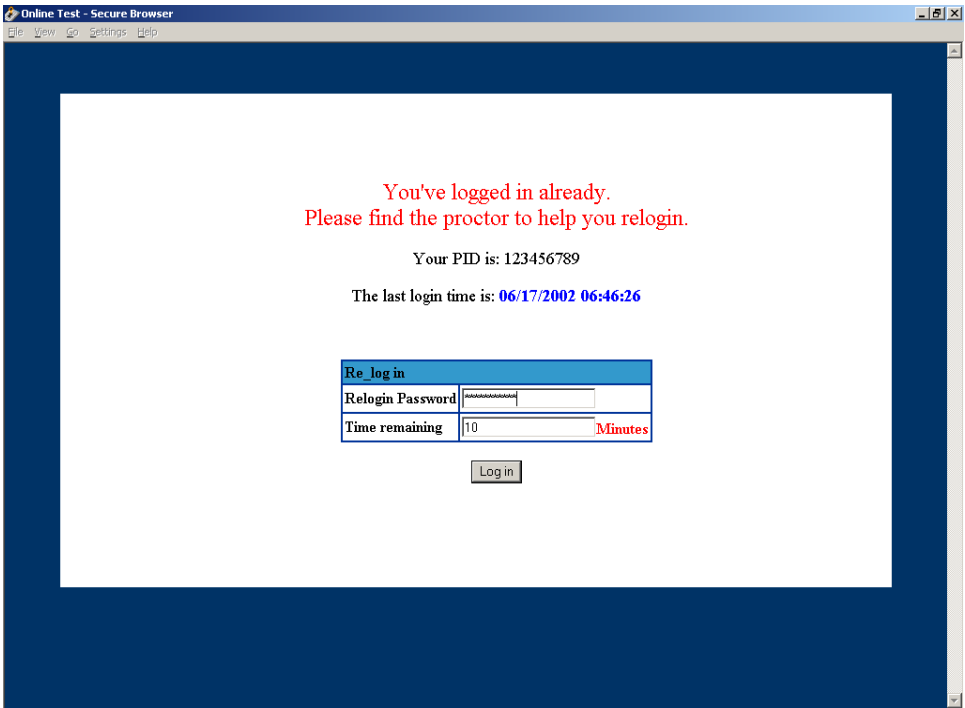 Online Test - Secure Browser
File View Go Settings Help
You've logged in already.
Please find the proctor to help you relogin.
Your PID is: 123456789
The last login time is: 06/17/2002 06:46:26
Re_log in
Relogin Password **********
Time remaining 10 Minutes
Log in